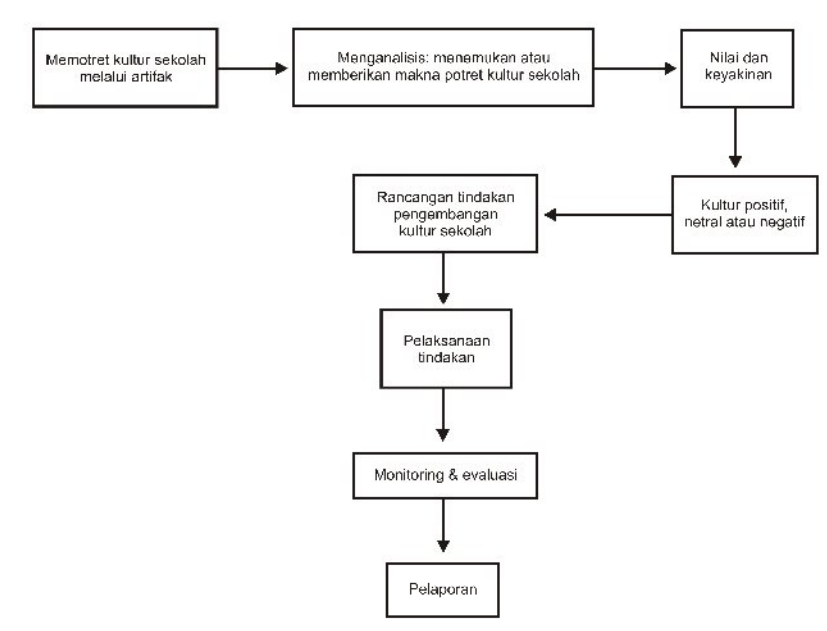 Memotret kultur sekolah
melalui artifak
Menganalisis: menemukan atau
memberikan makna potret kultur sekolah
Nilai dan
keyakinan
Kultur positif,
netral atau negatif
Rancangan tindakan
pengembangan
kultur sekolah
Pelaksanaan
tindakan
Monitoring & evaluasi
Pelaporan